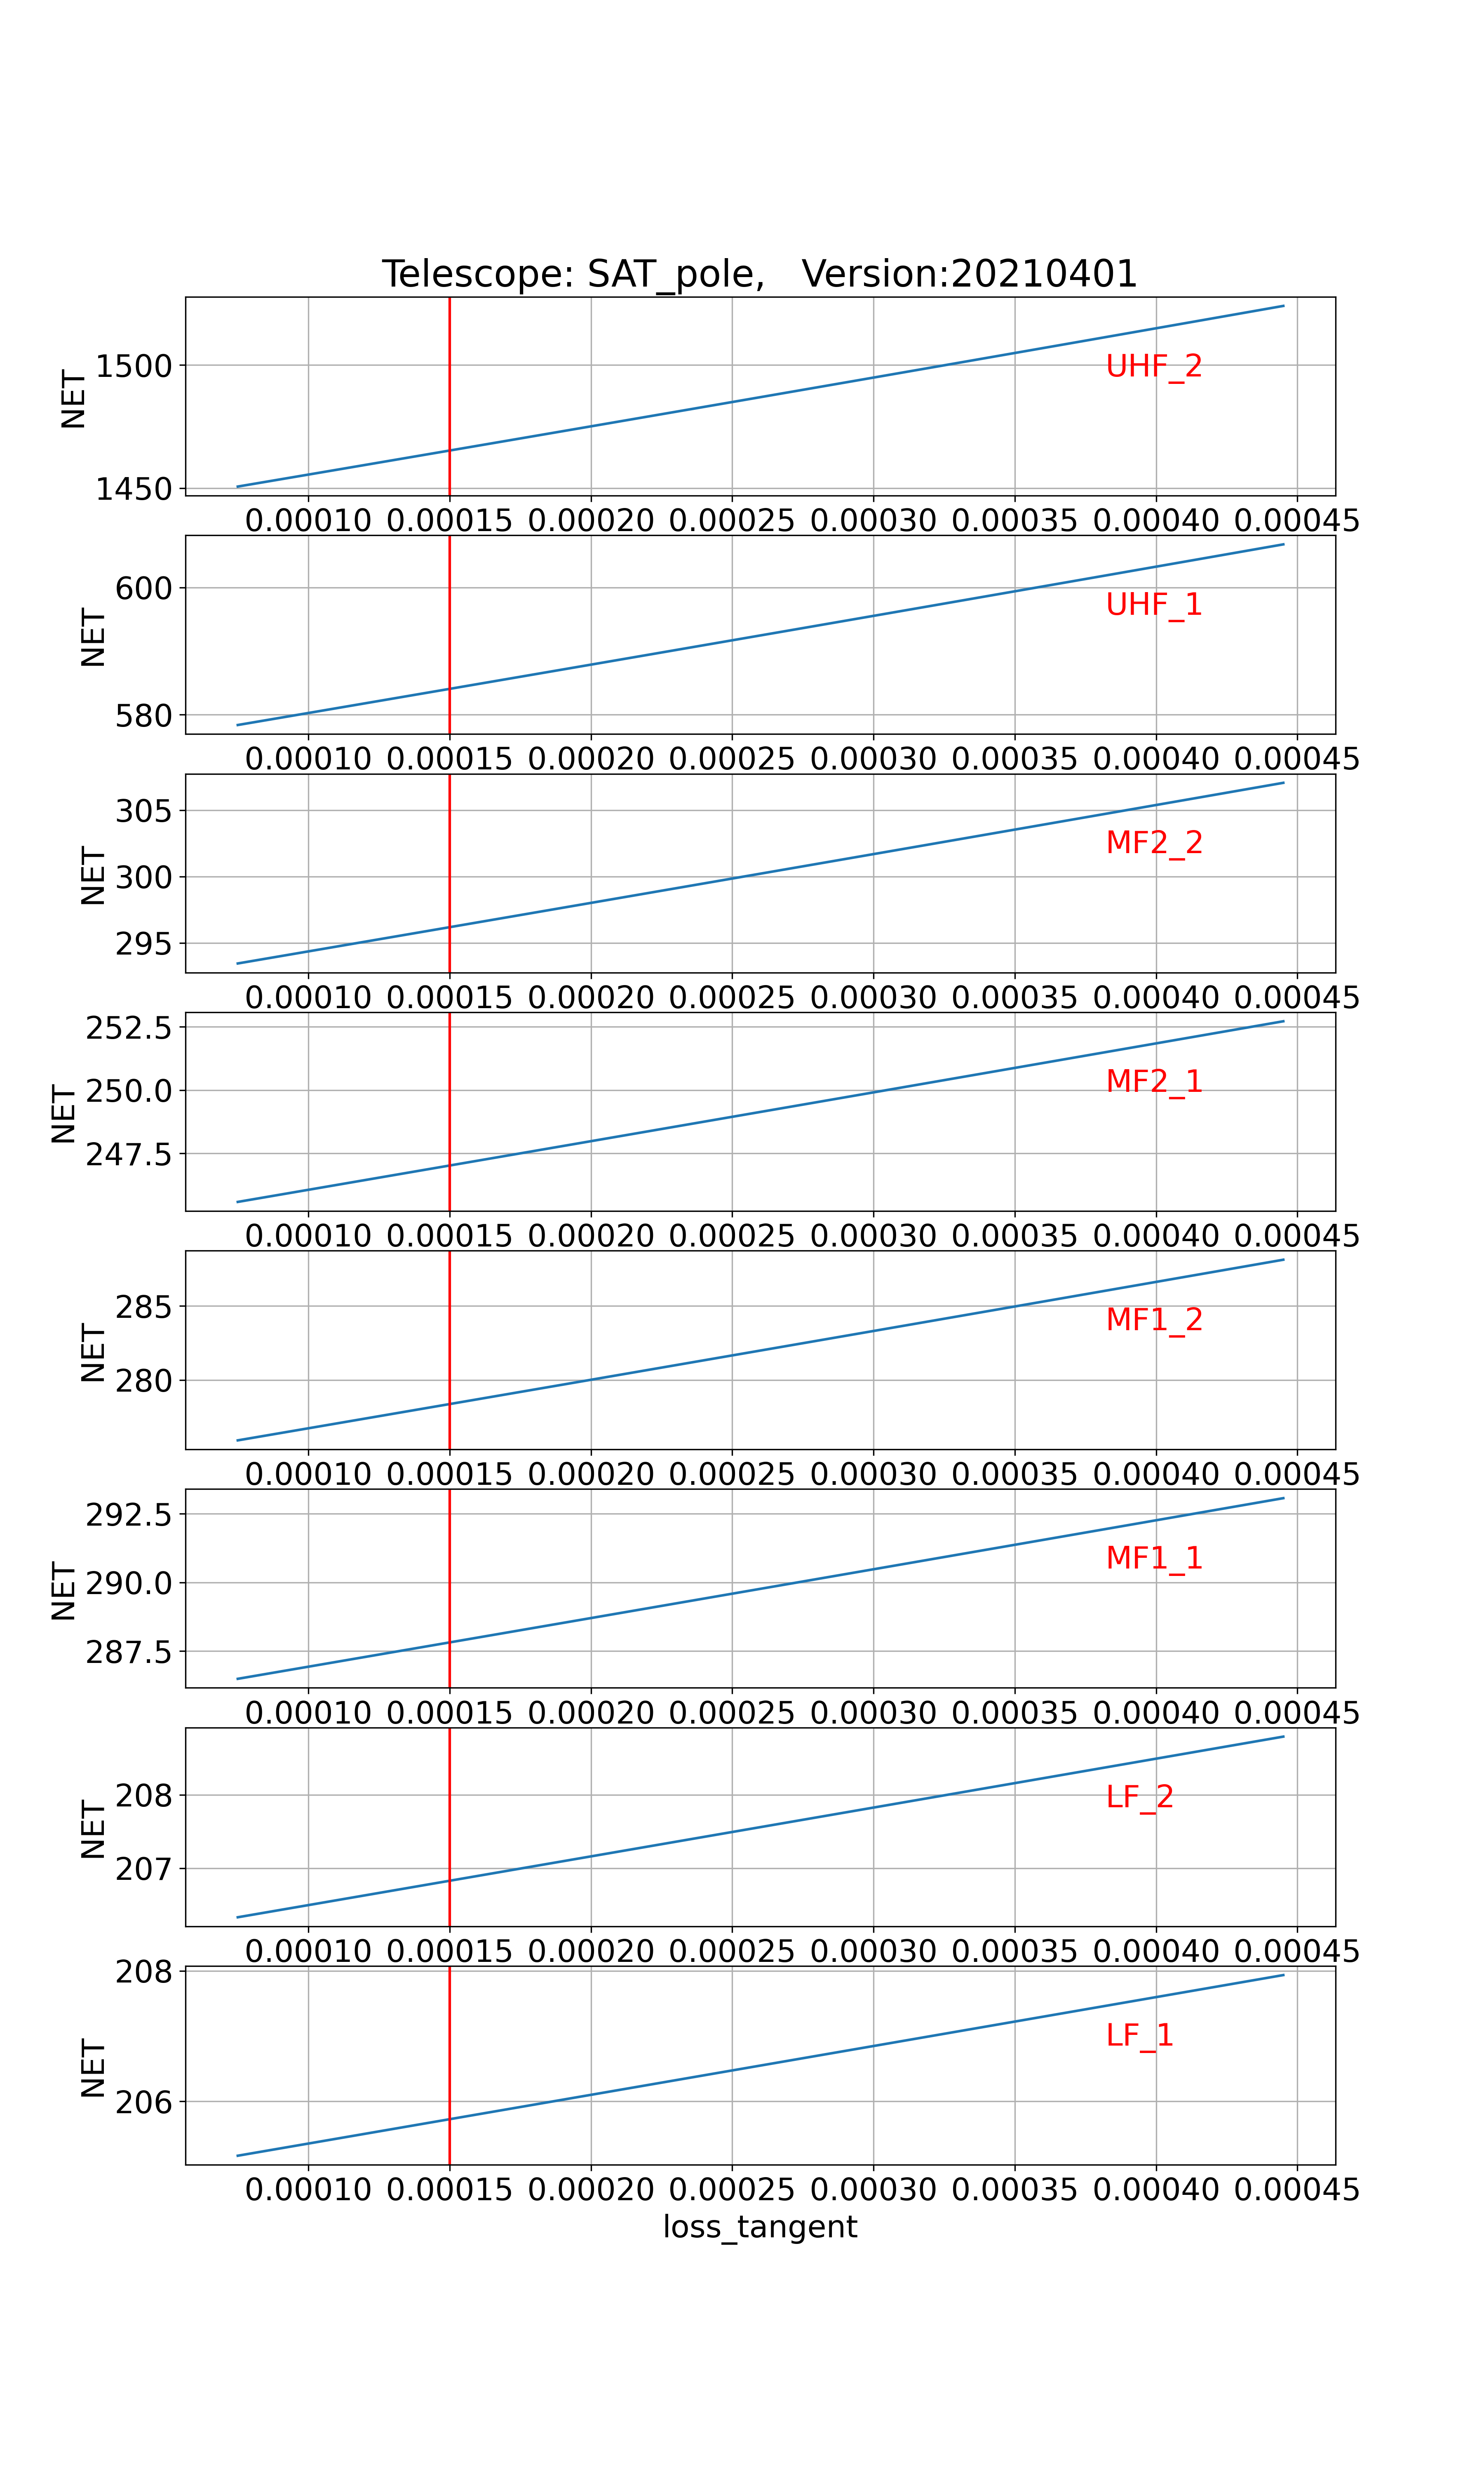 Telescope: SAT_pole,   Version:20210401
NET
1500
1450
UHF_2
0.00010 0.00015 0.00020 0.00025 0.00030 0.00035 0.00040 0.00045
NET
600
580
UHF_1
0.00010 0.00015 0.00020 0.00025 0.00030 0.00035 0.00040 0.00045
NET
305
300
295
MF2_2
0.00010 0.00015 0.00020 0.00025 0.00030 0.00035 0.00040 0.00045
NET
252.5
250.0
247.5
MF2_1
0.00010 0.00015 0.00020 0.00025 0.00030 0.00035 0.00040 0.00045
NET
285
280
MF1_2
0.00010 0.00015 0.00020 0.00025 0.00030 0.00035 0.00040 0.00045
NET
292.5
290.0
287.5
MF1_1
0.00010 0.00015 0.00020 0.00025 0.00030 0.00035 0.00040 0.00045
NET
208
207
LF_2
0.00010 0.00015 0.00020 0.00025 0.00030 0.00035 0.00040 0.00045
NET
208
206
LF_1
0.00010 0.00015 0.00020 0.00025 0.00030 0.00035 0.00040 0.00045
loss_tangent